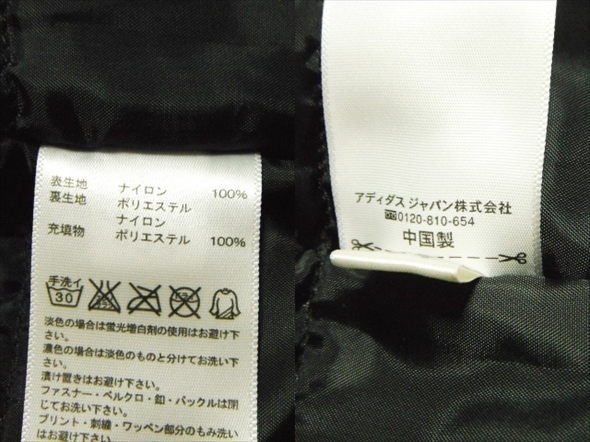 表生地 ナイロン 100%
裏生地 ポリエステル
ナイロン
充填物 ポリエステル 100%
手洗イ
30
淡色の場合は蛍光増白剤の使用はお避け下
さい。
濃色の場合は淡色のものと分けてお洗い下
さい。
漬け置きはお避け下さい。
ファスナー・ベルクロ・釦・バックルは閉
じてお洗い下さい。
プリント・刺繍・ワッペン部分のもみ洗い
はお避け下さい。
アディダス ジャパン株式会社
0120-810-654
中国製